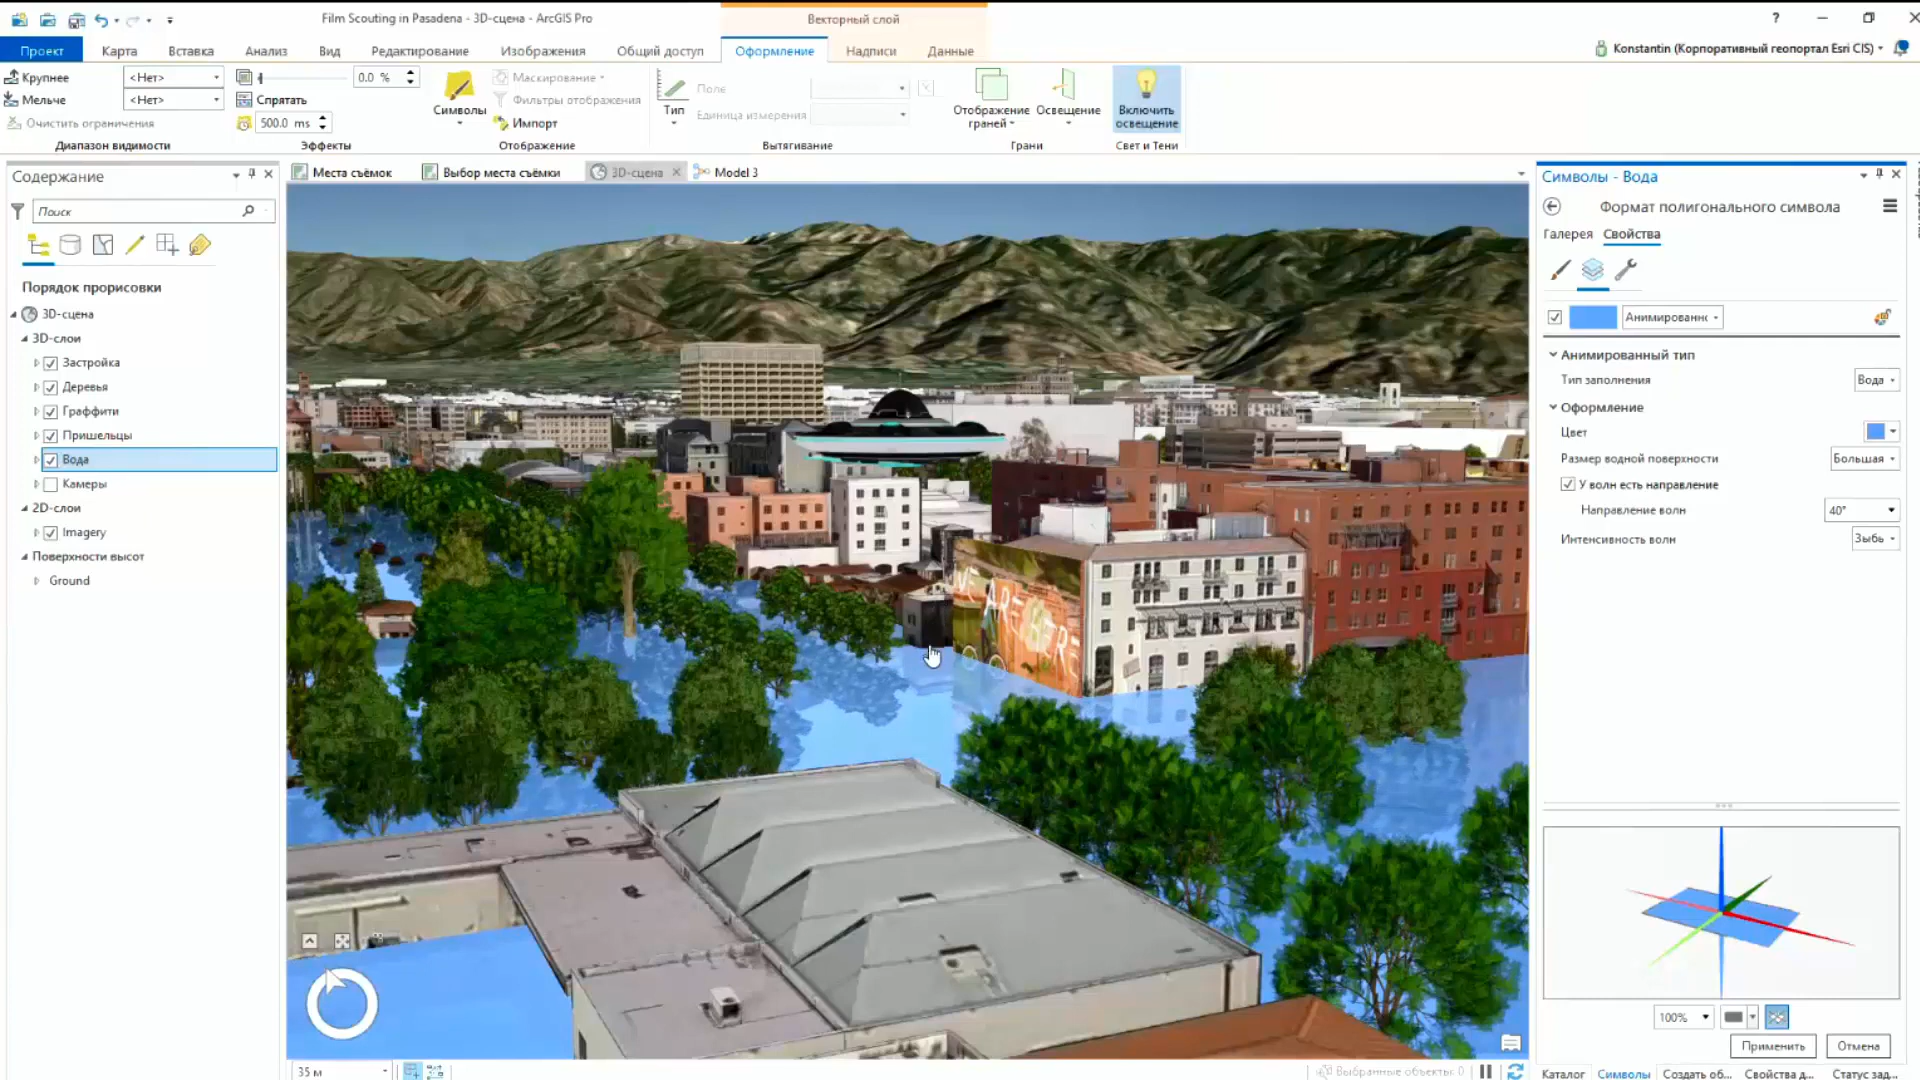 Film Scouting in Pasadena - 3D-сцена - ArcGIS Pro
Векторный слой
?
Проект
Карта
Вставка
Анализ
Вид
Редактирование
Изображения
Общий доступ
Оформление
Надписи
Данные
Konstantin (Корпоративный геопортал Esri CIS)
Крупнее
<Нет>
Мельче
<Нет>
Очистить ограничения
Диапазон видимости
0.0 %
Спрятать
500.0 ms
Эффекты
Символы
Маскирование
Фильтры отображения
Импорт
Отображение
Тип
Поле
Единица измерения
Вытягивание
Отображение граней
Освещение
Грани
Включить освещение
Свет и Тени
Содержание
Поиск
Порядок прорисовки
3D-сцена
3D-слои
Застройка
Деревья
Граффити
Пришельцы
Вода
Камеры
2D-слои
Imagery
Поверхности высот
Ground
Места съёмок
Выбор места съёмки
3D-сцена
Model 3
WE ARE HERE
35 м
Выбранные объекты: 0
Символы - Вода
Формат полигонального символа
Галерея
Свойства
Анимированнс
Анимированный тип
Тип заполнения
Вода
Оформление
Цвет
Размер водной поверхности
Большая
У волн есть направление
Направление волн
40°
Интенсивность волн
Зыбь
100%
Применить
Отмена
Каталог
Символы
Создать об...
Свойства д...
Статус зад...